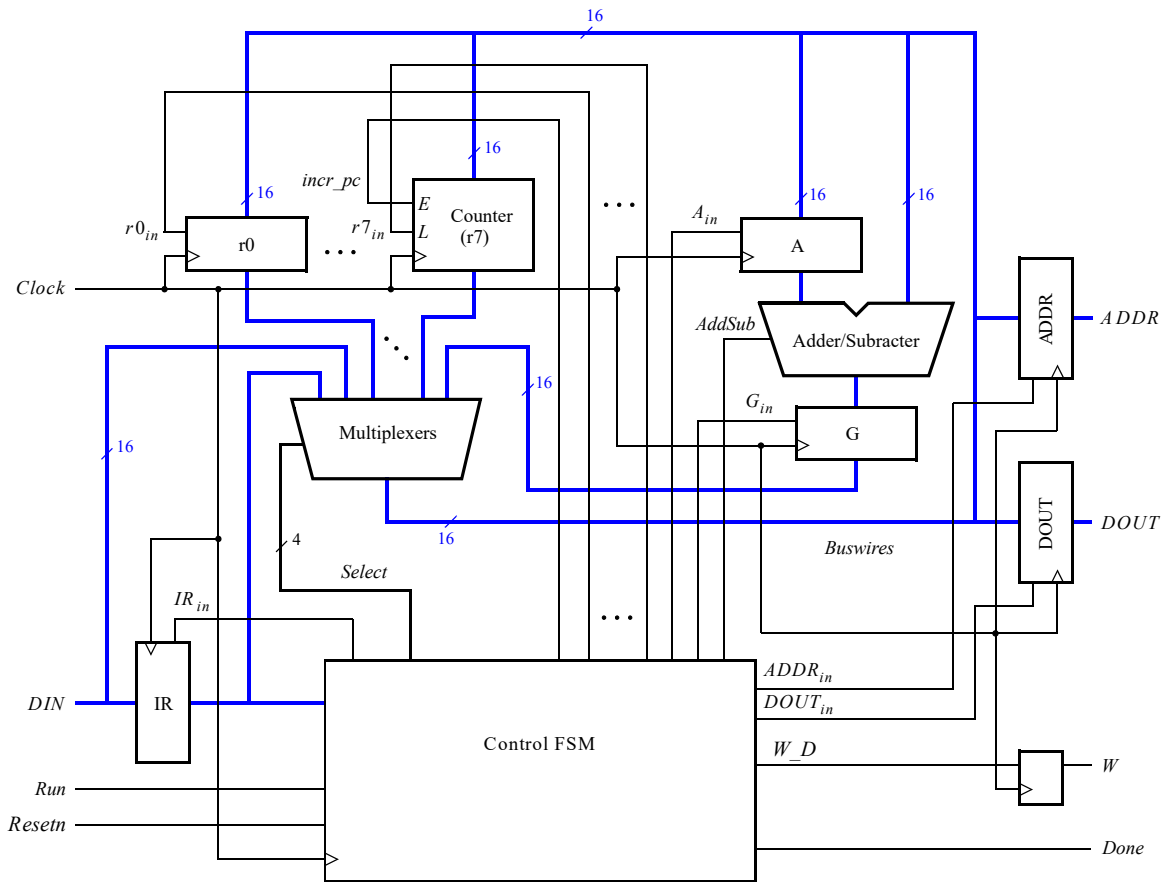 16
16
incr_pc
16
E
Counter
(r7)
L
r0in
r0
• • •
r7in
• • •
Ain
16
16
A
Clock
• • •
AddSub
Adder/Subracter
ADDR
ADDR
16
Multiplexers
Gin
G
16
16
DOUT
DOUT
4
Buswires
Select
IRin
• • •
DIN
IR
Control FSM
ADDRin
DOUTin
W_D
W
Run
Resetn
Done